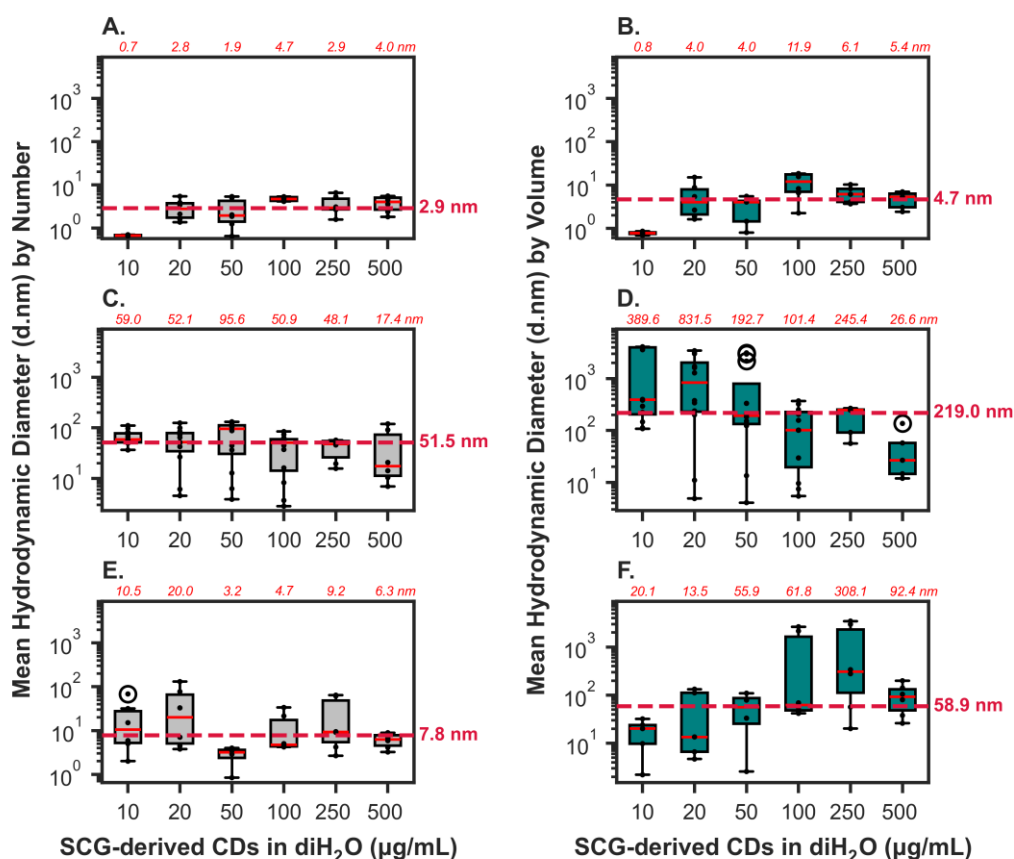 A.
0.7 2.8 1.9 4.7 2.9 4.0 nm
10³
10²
10¹
10⁰
2.9 nm
10 20 50 100 250 500
B.
0.8 4.0 4.0 11.9 6.1 5.4 nm
10³
10²
10¹
10⁰
4.7 nm
10 20 50 100 250 500
C.
59.0 52.1 95.6 50.9 48.1 17.4 nm
10³
10²
10¹
51.5 nm
10 20 50 100 250 500
D.
389.6 831.5 192.7 101.4 245.4 26.6 nm
10³
10²
10¹
219.0 nm
10 20 50 100 250 500
E.
10.5 20.0 3.2 4.7 9.2 6.3 nm
10³
10²
10¹
10⁰
7.8 nm
10 20 50 100 250 500
F.
20.1 13.5 55.9 61.8 308.1 92.4 nm
10³
10²
10¹
58.9 nm
10 20 50 100 250 500
Mean Hydrodynamic Diameter (d.nm) by Number
Mean Hydrodynamic Diameter (d.nm) by Volume
SCG-derived CDs in diH₂O (µg/mL)
SCG-derived CDs in diH₂O (µg/mL)